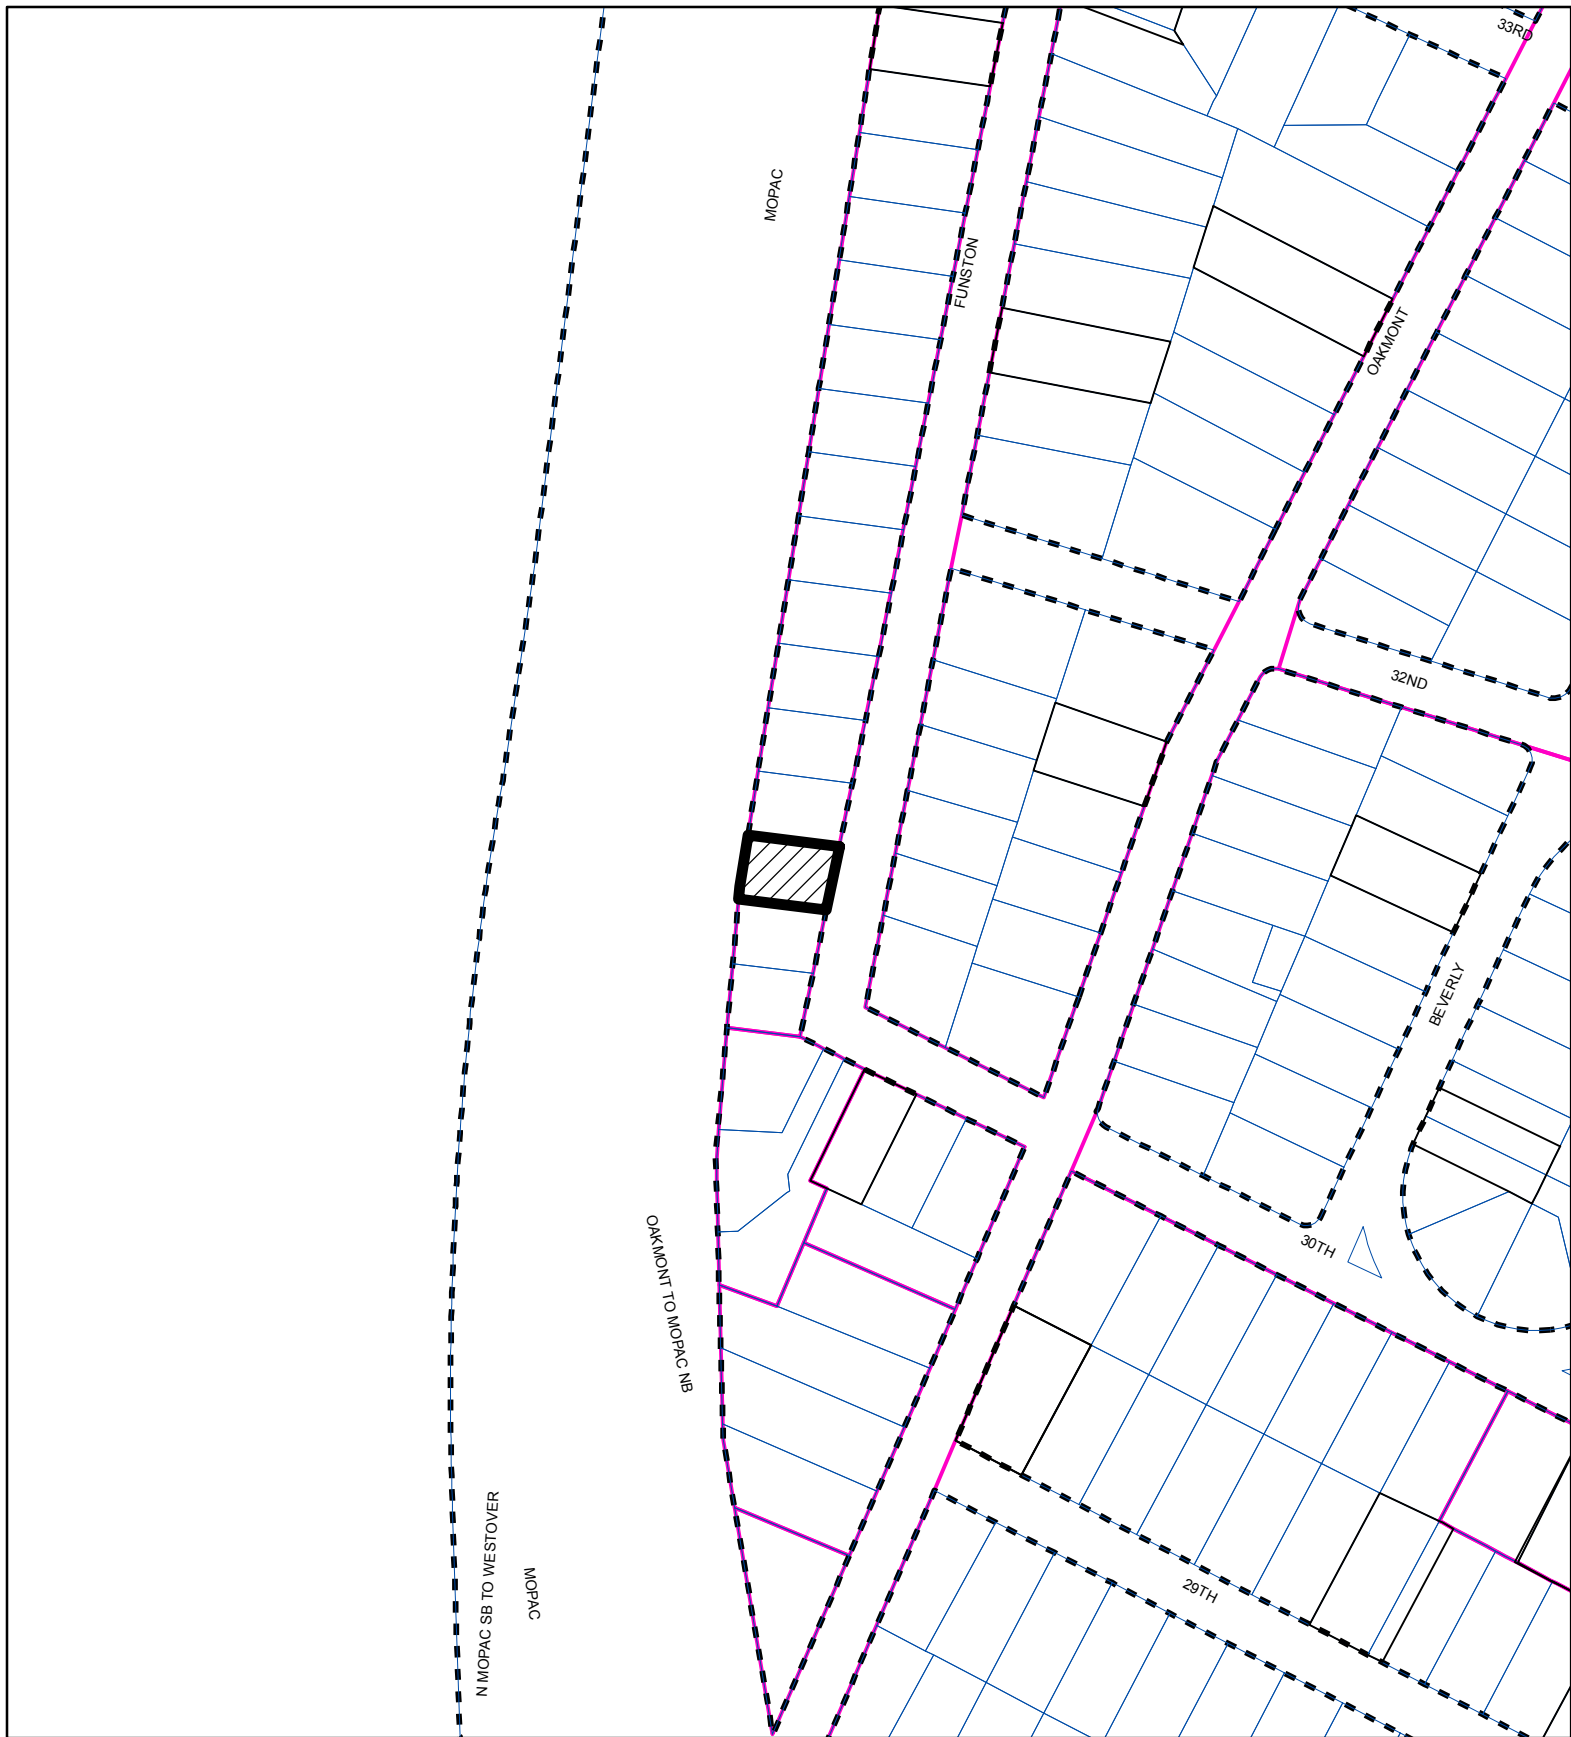 33RD
MOPAC
FUNSTON
OAKMONT
32ND
BEVERLY
30TH
OAKMONT TO MOPAC NB
N MOPAC SB TO WESTOVER
MOPAC
29TH